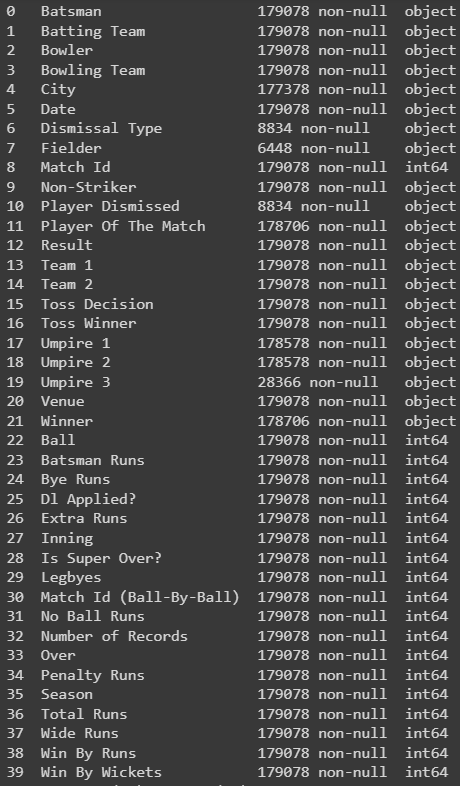 0 Batsman 179078 non-null object
1 Batting Team 179078 non-null object
2 Bowler 179078 non-null object
3 Bowling Team 179078 non-null object
4 City 177378 non-null object
5 Date 179078 non-null object
6 Dismissal Type 8834 non-null object
7 Fielder 6448 non-null object
8 Match Id 179078 non-null int64
9 Non-Striker 179078 non-null object
10 Player Dismissed 8834 non-null object
11 Player Of The Match 178706 non-null object
12 Result 179078 non-null object
13 Team 1 179078 non-null object
14 Team 2 179078 non-null object
15 Toss Decision 179078 non-null object
16 Toss Winner 179078 non-null object
17 Umpire 1 178578 non-null object
18 Umpire 2 178578 non-null object
19 Umpire 3 28366 non-null object
20 Venue 179078 non-null object
21 Winner 178706 non-null object
22 Ball 179078 non-null int64
23 Batsman Runs 179078 non-null int64
24 Bye Runs 179078 non-null int64
25 Dl Applied? 179078 non-null int64
26 Extra Runs 179078 non-null int64
27 Inning 179078 non-null int64
28 Is Super Over? 179078 non-null int64
29 Legbyes 179078 non-null int64
30 Match Id (Ball-By-Ball) 179078 non-null int64
31 No Ball Runs 179078 non-null int64
32 Number of Records 179078 non-null int64
33 Over 179078 non-null int64
34 Penalty Runs 179078 non-null int64
35 Season 179078 non-null int64
36 Total Runs 179078 non-null int64
37 Wide Runs 179078 non-null int64
38 Win By Runs 179078 non-null int64
39 Win By Wickets 179078 non-null int64